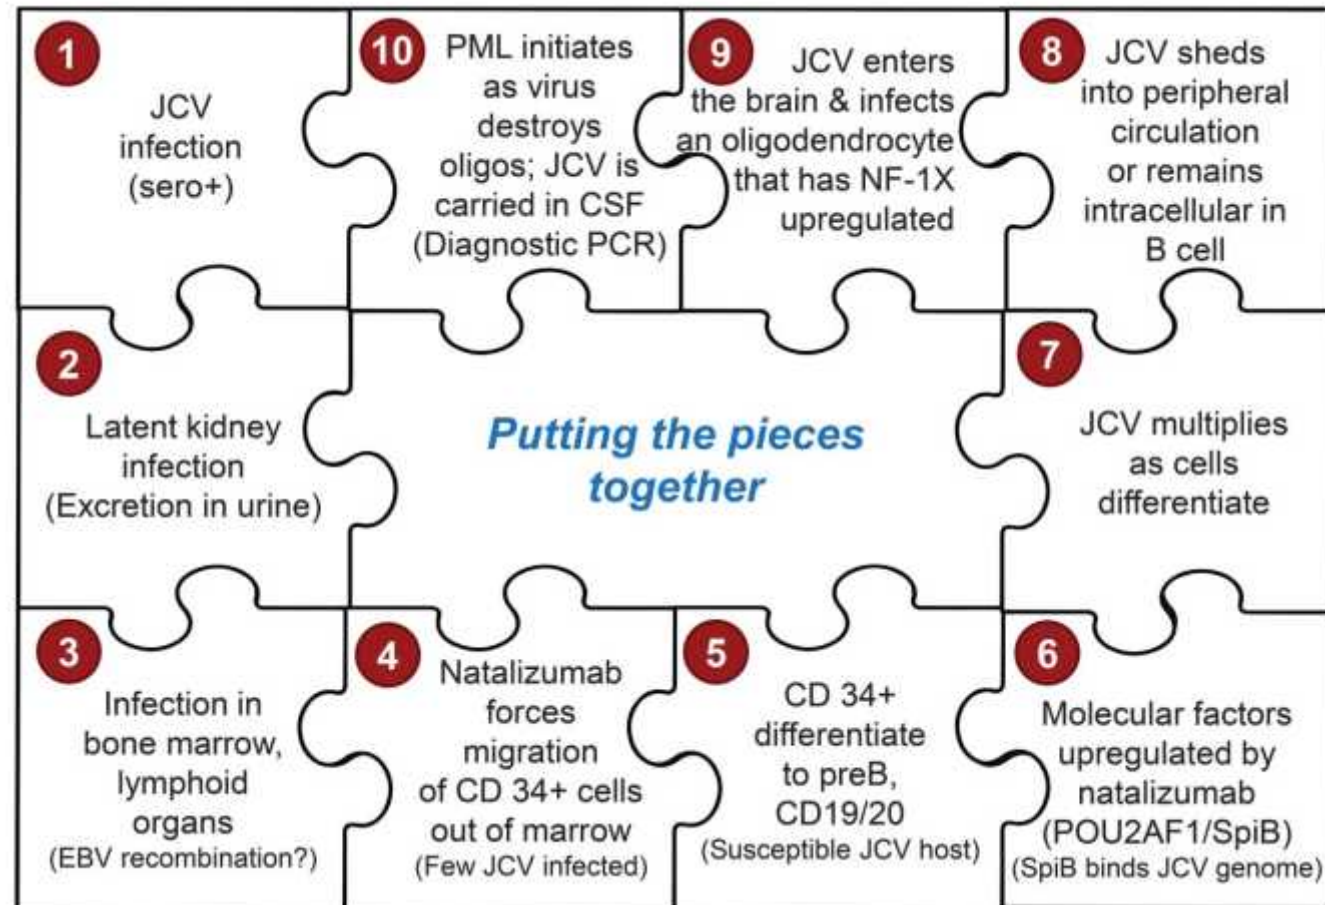 1
JCV
infection
(sero+)
10
PML initiates
as virus
destroys
oligos; JCV is
carried in CSF
(Diagnostic PCR)
9
JCV enters
the brain & infects
an oligodendrocyte
that has NF-1X
upregulated
8
JCV sheds
into peripheral
circulation
or remains
intracellular in
B cell
2
Latent kidney
infection
(Excretion in urine)
Putting the pieces
together
7
JCV multiplies
as cells
differentiate
3
Infection in
bone marrow,
lymphoid
organs
(EBV recombination?)
4
Natalizumab
forces
migration
of CD 34+ cells
out of marrow
(Few JCV infected)
5
CD 34+
differentiate
to preB,
CD19/20
(Susceptible JCV host)
6
Molecular factors
upregulated by
natalizumab
(POU2AF1/SpiB)
(SpiB binds JCV genome)